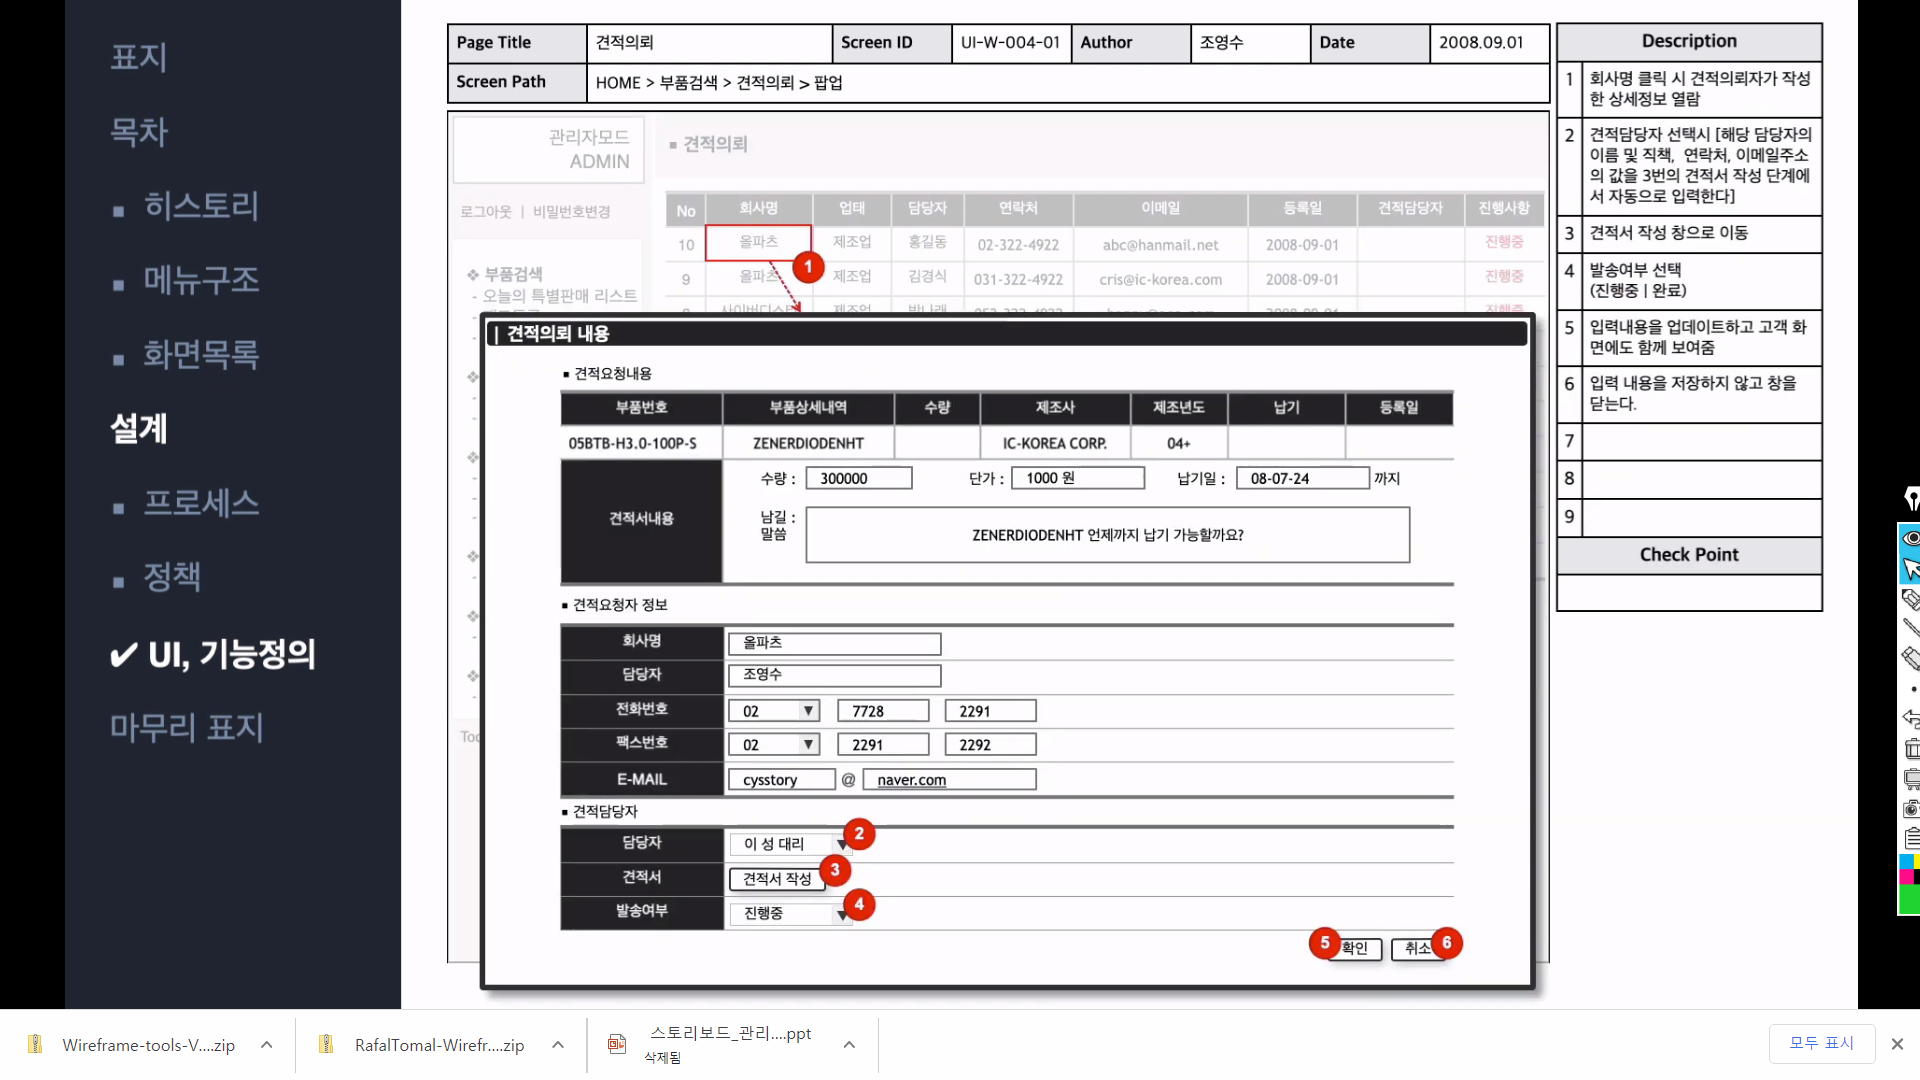 표지
목차
▪ 히스토리
▪ 메뉴구조
▪ 화면목록
설계
▪ 프로세스
▪ 정책
✔ UI, 기능정의
마무리 표지
Page Title 견적의뢰 Screen ID UI-W-004-01 Author 조영수 Date 2008.09.01
Screen Path HOME > 부품검색 > 견적의뢰 > 팝업
관리자모드
ADMIN
로그아웃 | 비밀번호변경
❖ 부품검색
- 오늘의 특별판매 리스트
▪ 견적의뢰
No 회사명 업태 담당자 연락처 이메일 등록일 견적담당자 진행사항
10 올파츠 제조업 홍길동 02-322-4922 abc@hanmail.net 2008-09-01 진행중
1
9 올파츠 제조업 김경식 031-322-4922 cris@ic-korea.com 2008-09-01 진행중
| 견적의뢰 내용
▪ 견적요청내용
부품번호 부품상세내역 수량 제조사 제조년도 납기 등록일
05BTB-H3.0-100P-S ZENERDIODENHT IC-KOREA CORP. 04+
견적서내용
수량 : 300000 단가 : 1000 원 납기일 : 08-07-24 까지
남길 :
말씀
ZENERDIODENHT 언제까지 납기 가능할까요?
▪ 견적요청자 정보
회사명 올파츠
담당자 조영수
전화번호 02 ▼ 7728 2291
팩스번호 02 ▼ 2291 2292
E-MAIL cysstory @ naver.com
▪ 견적담당자
담당자 이 성 대리 ▼ 2
견적서 견적서 작성 3
발송여부 진행중 ▼ 4
5 확인 취소 6
Description
1 회사명 클릭 시 견적의뢰자가 작성
한 상세정보 열람
2 견적담당자 선택시 [해당 담당자의
이름 및 직책, 연락처, 이메일주소
의 값을 3번의 견적서 작성 단계에
서 자동으로 입력한다]
3 견적서 작성 창으로 이동
4 발송여부 선택
(진행중 | 완료)
5 입력내용을 업데이트하고 고객 화
면에도 함께 보여줌
6 입력 내용을 저장하지 않고 창을
닫는다.
7
8
9
Check Point
Wireframe-tools-V....zip
RafalTomal-Wirefr....zip
스토리보드_관리....ppt
삭제됨
모두 표시